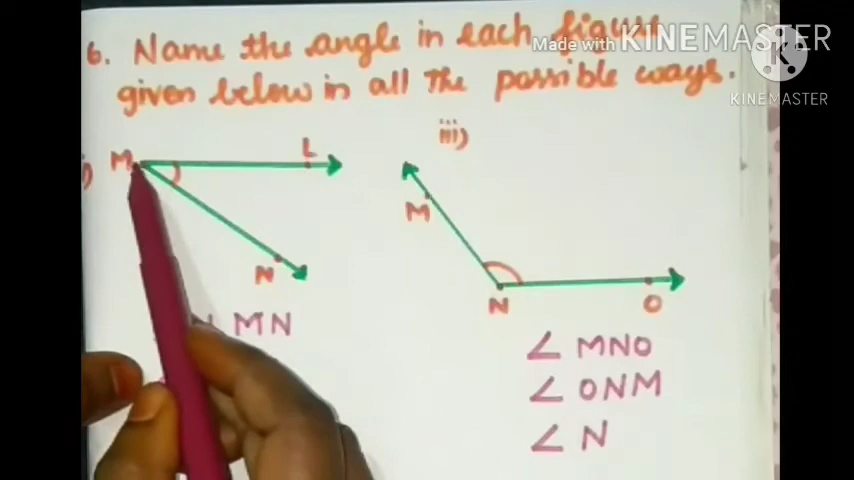 6. Name the angle in each figure
given below in all the possible ways.
Made with KINEMASTER
K
KINEMASTER
iii)
M
L
N
M
N
O
MN
∠ MNO
∠ ONM
∠ N